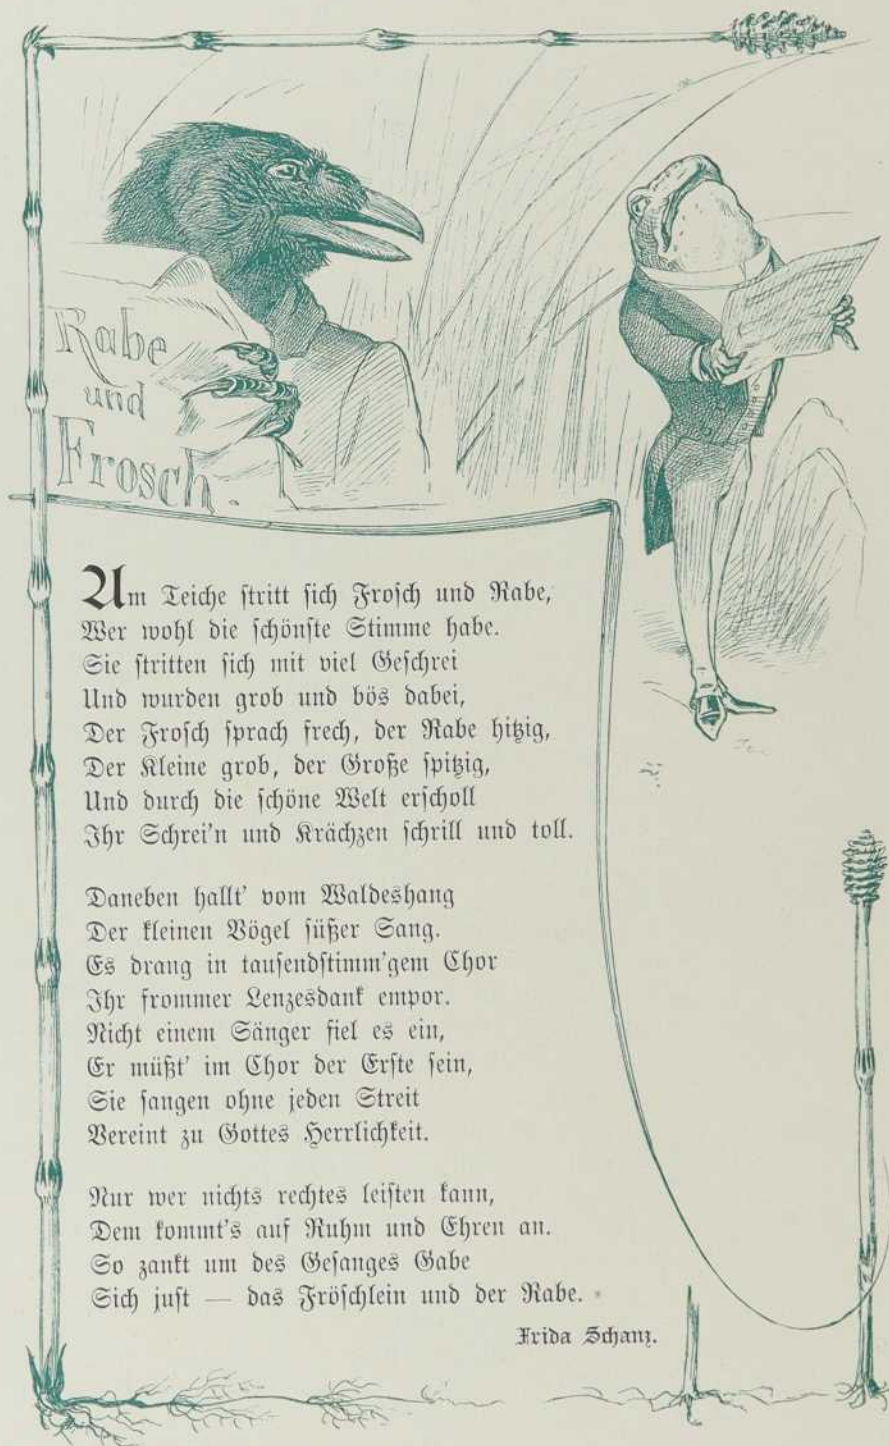 Rabe
und
Frosch.
Am Teiche stritt sich Frosch und Rabe,
Wer wohl die schönste Stimme habe.
Sie stritten sich mit viel Geschrei
Und wurden grob und bös dabei,
Der Frosch sprach frech, der Rabe hitzig,
Der Kleine grob, der Große spitzig,
Und durch die schöne Welt erscholl
Ihr Schrei'n und Krächzen schrill und toll.
Daneben hallt' vom Waldeshang
Der kleinen Vögel süßer Sang.
Es drang in tausendstimm'gem Chor
Ihr frommer Lenzesdank empor.
Nicht einem Sänger fiel es ein,
Er müßt' im Chor der Erste sein,
Sie sangen ohne jeden Streit
Vereint zu Gottes Herrlichkeit.
Nur wer nichts rechtes leisten kann,
Dem kommt's auf Ruhm und Ehren an.
So zankt um des Gesanges Gabe
Sich just — das Fröschlein und der Rabe.
Frida Schanz.